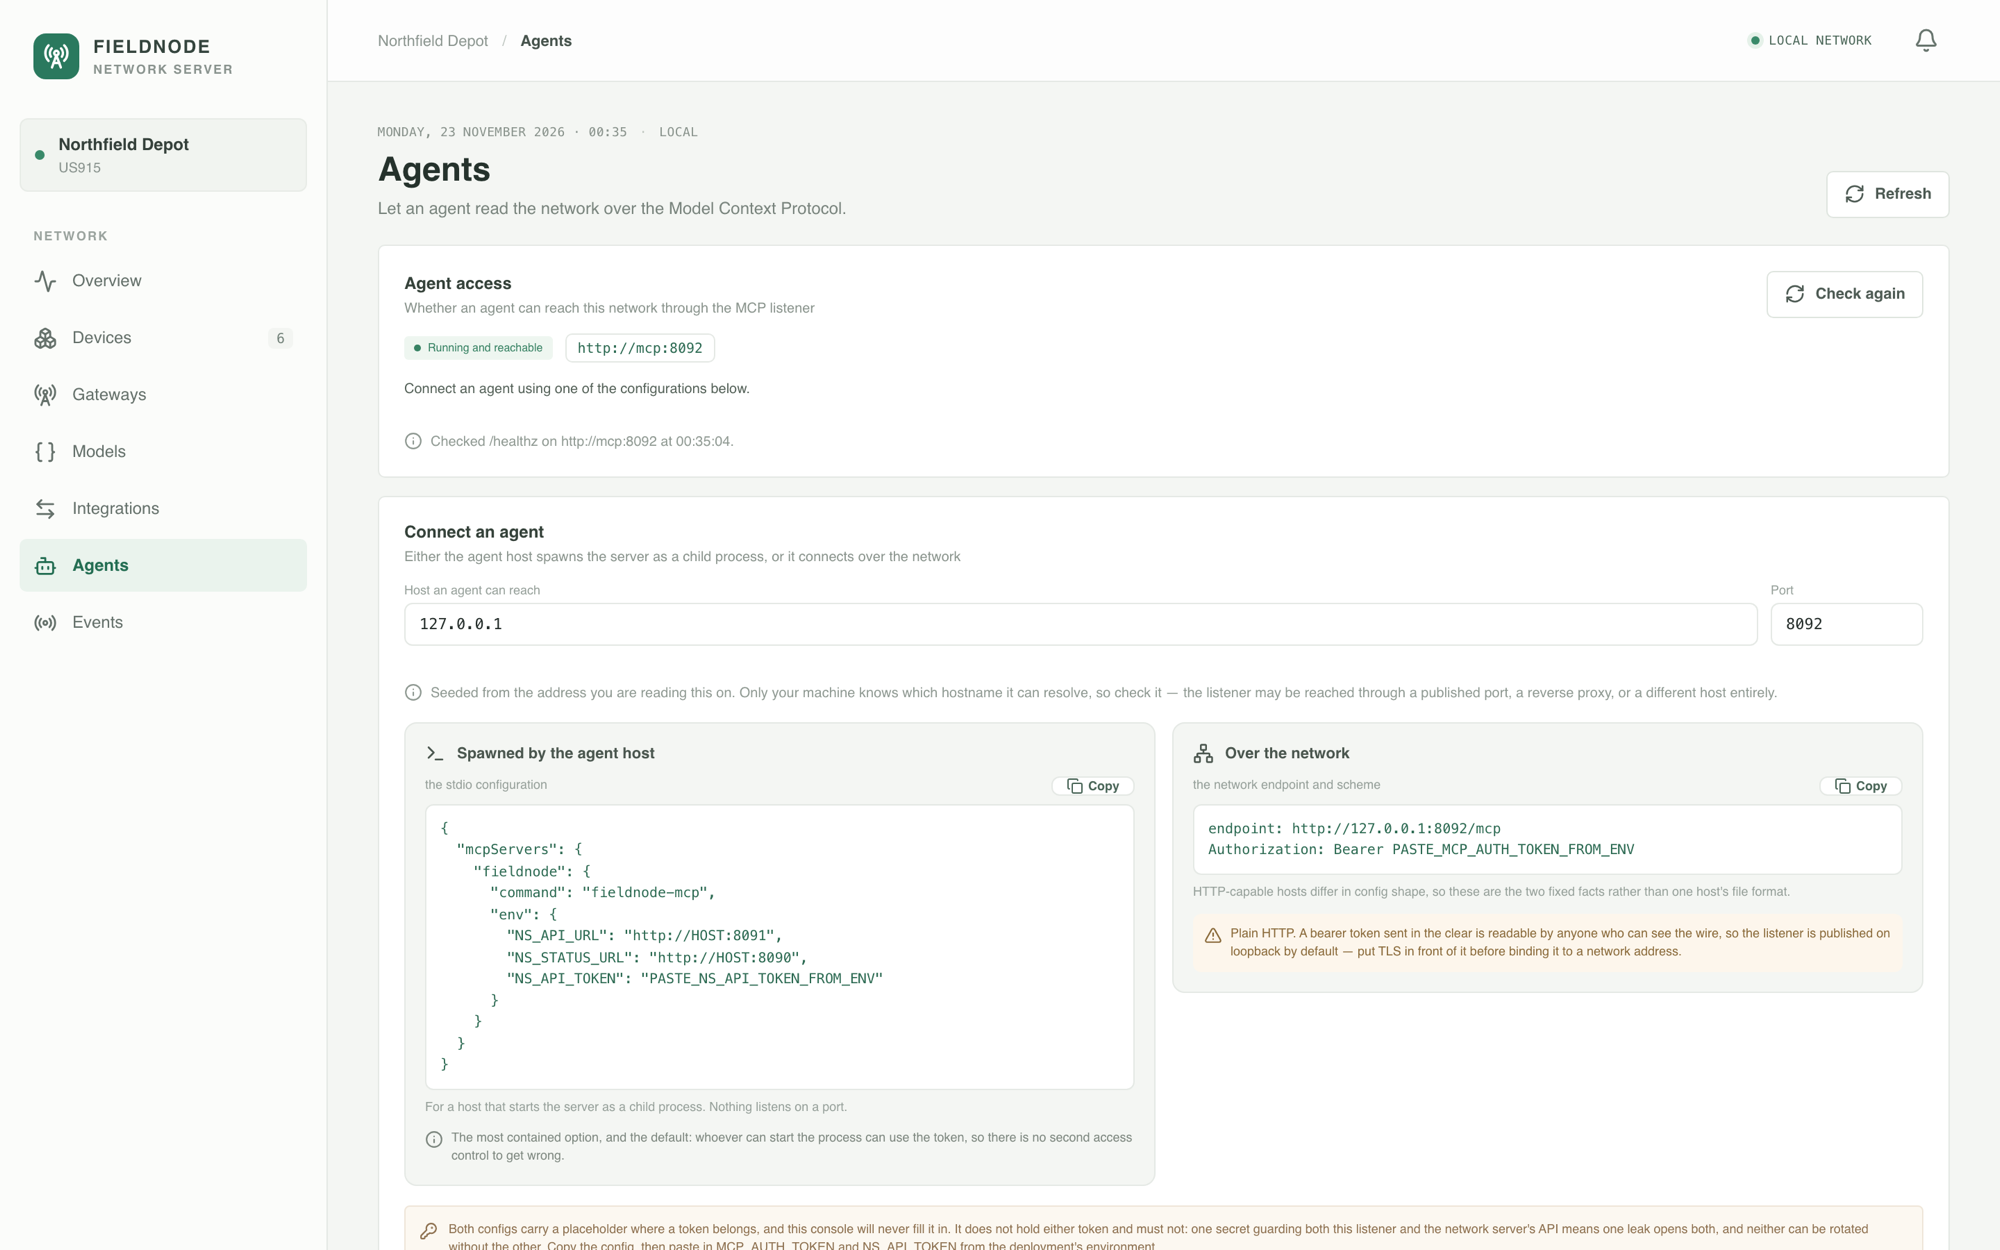 FIELDNODE
NETWORK SERVER
Northfield Depot
US915
NETWORK
Overview
Devices 6
Gateways
Models
Integrations
Agents
Events
Northfield Depot / Agents
LOCAL NETWORK
MONDAY, 23 NOVEMBER 2026 · 00:35 · LOCAL
Agents
Let an agent read the network over the Model Context Protocol.
Refresh
Agent access
Whether an agent can reach this network through the MCP listener
Check again
Running and reachable
http://mcp:8092
Connect an agent using one of the configurations below.
Checked /healthz on http://mcp:8092 at 00:35:04.
Connect an agent
Either the agent host spawns the server as a child process, or it connects over the network
Host an agent can reach
127.0.0.1
Port
8092
Seeded from the address you are reading this on. Only your machine knows which hostname it can resolve, so check it — the listener may be reached through a published port, a reverse proxy, or a different host entirely.
Spawned by the agent host
the stdio configuration
Copy
{
  "mcpServers": {
    "fieldnode": {
      "command": "fieldnode-mcp",
      "env": {
        "NS_API_URL": "http://HOST:8091",
        "NS_STATUS_URL": "http://HOST:8090",
        "NS_API_TOKEN": "PASTE_NS_API_TOKEN_FROM_ENV"
      }
    }
  }
}
For a host that starts the server as a child process. Nothing listens on a port.
The most contained option, and the default: whoever can start the process can use the token, so there is no second access
control to get wrong.
Over the network
the network endpoint and scheme
Copy
endpoint: http://127.0.0.1:8092/mcp
Authorization: Bearer PASTE_MCP_AUTH_TOKEN_FROM_ENV
HTTP-capable hosts differ in config shape, so these are the two fixed facts rather than one host's file format.
Plain HTTP. A bearer token sent in the clear is readable by anyone who can see the wire, so the listener is published on
loopback by default — put TLS in front of it before binding it to a network address.
Both configs carry a placeholder where a token belongs, and this console will never fill it in. It does not hold either token and must not: one secret guarding both this listener and the network server's API means one leak opens both, and neither can be rotated
without the other. Copy the config, then paste in MCP_AUTH_TOKEN and NS_API_TOKEN from the deployment's environment.